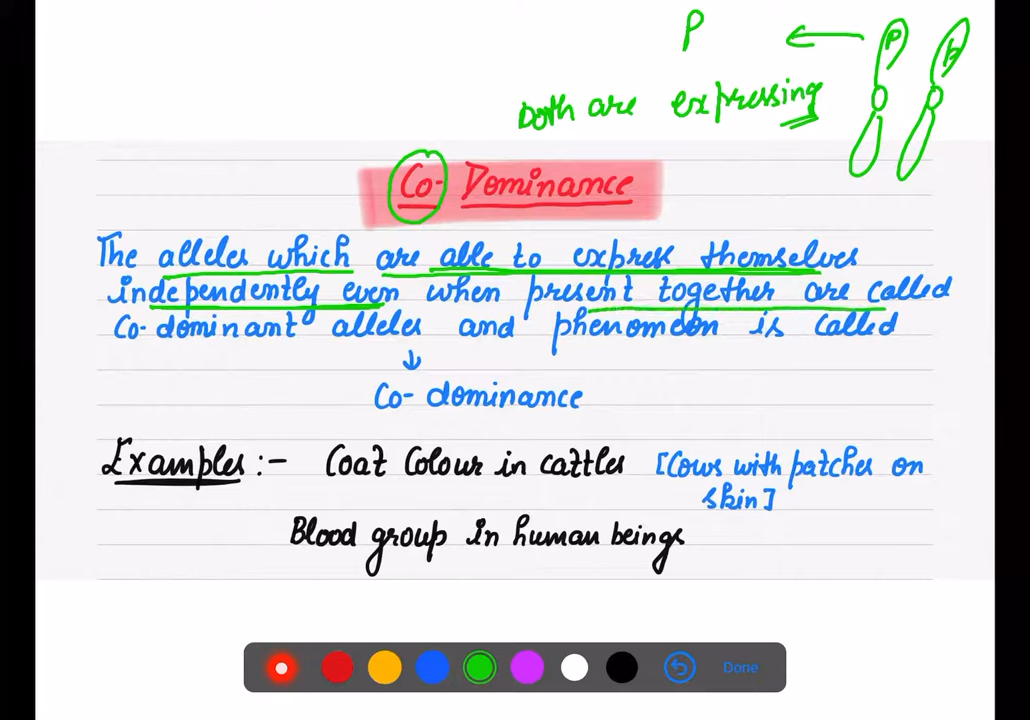 P
P
p
Both are expressing
Co-Dominance
The alleles which are able to express themselves
independently even when present together are called
Co-dominant alleles and phenomeon is called
Co-dominance
Examples:- Coat Colour in cattles [Cows with patches on
skin]
Blood group in human beings
Done